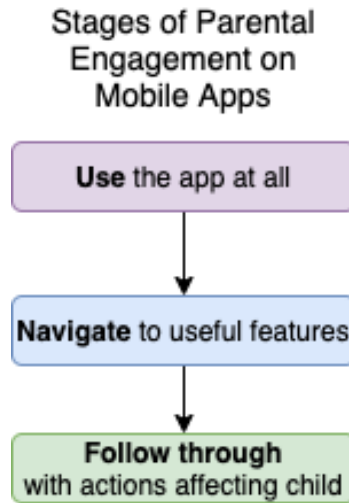 Stages of Parental
Engagement on
Mobile Apps
Use the app at all
Navigate to useful features
Follow through
with actions affecting child